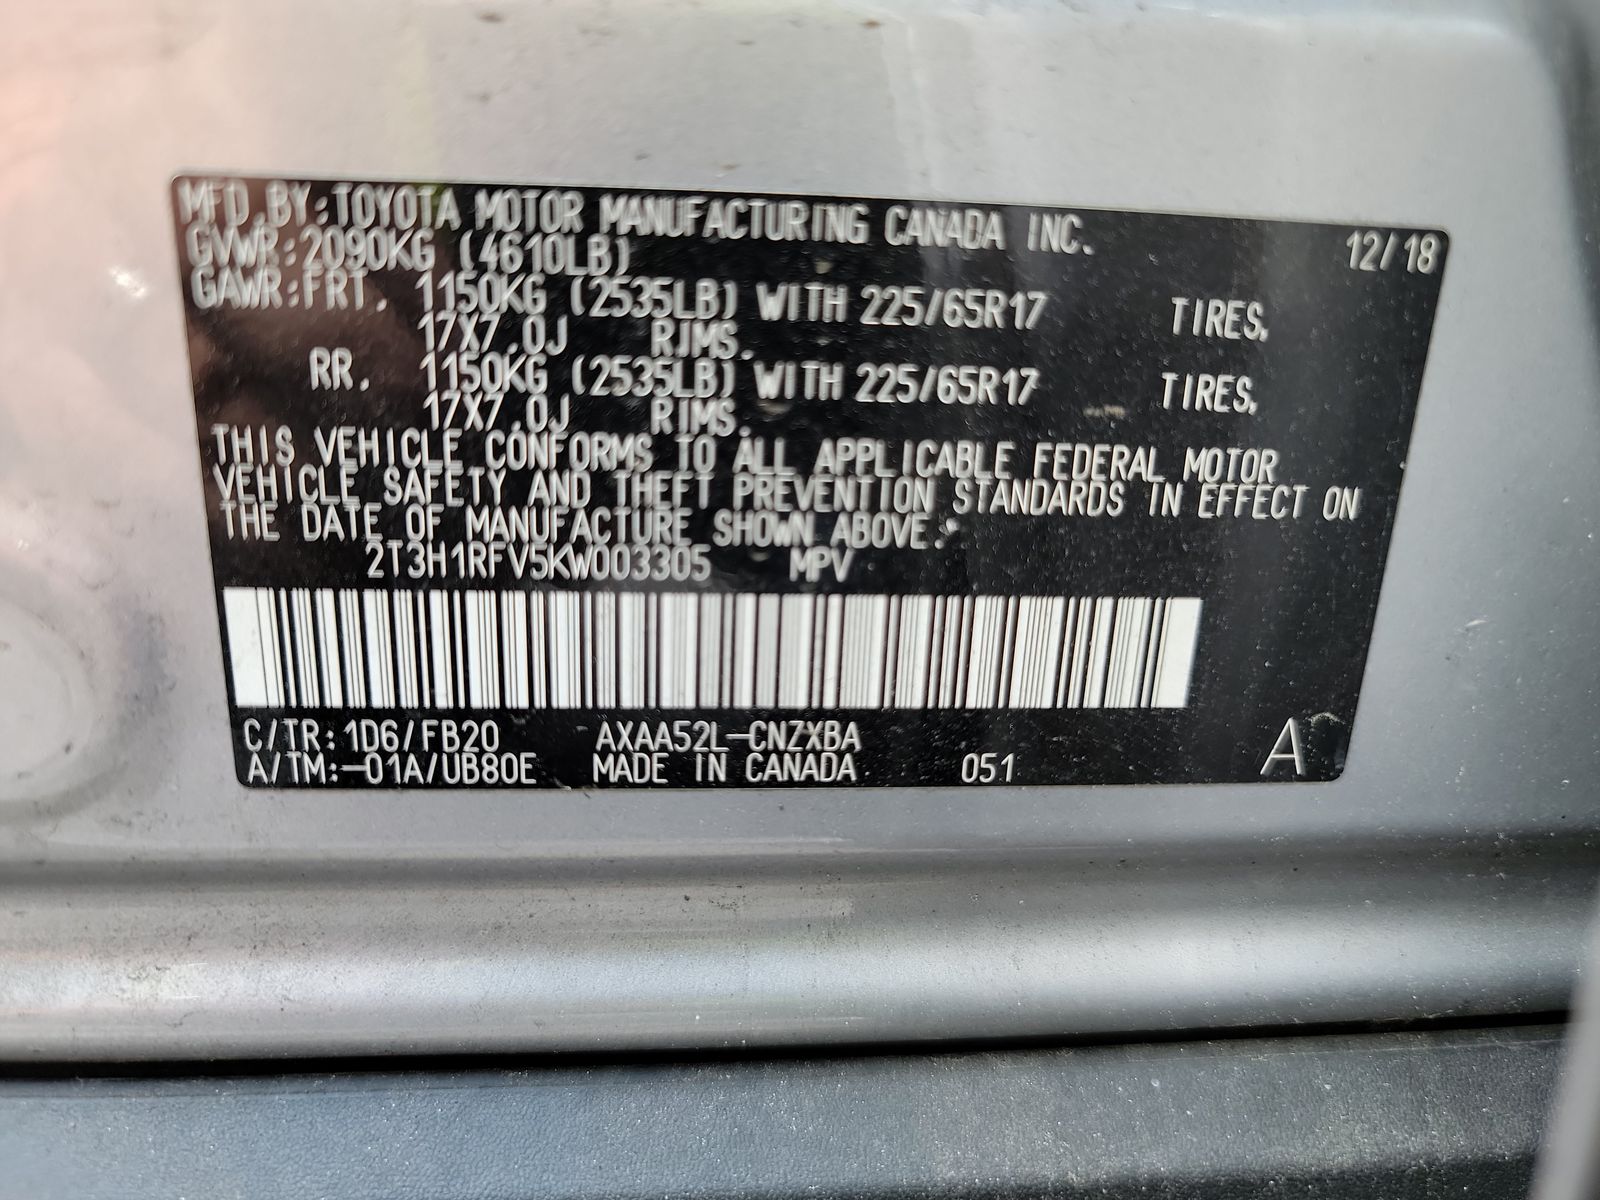 MFD.BY:TOYOTA MOTOR MANUFACTURING CANADA INC. 12/18
GVWR:2090KG (4610LB)
GAWR:FRT. 1150KG (2535LB) WITH 225/65R17 TIRES,
17X7.0J RIMS.
RR. 1150KG (2535LB) WITH 225/65R17 TIRES,
17X7.0J RIMS.
THIS VEHICLE CONFORMS TO ALL APPLICABLE FEDERAL MOTOR
VEHICLE SAFETY AND THEFT PREVENTION STANDARDS IN EFFECT ON
THE DATE OF MANUFACTURE SHOWN ABOVE.
2T3H1RFV5KW003305 MPV
C/TR:1D6/FB20 AXAA52L-CNZXBA
A/TM:-01A/UB80E MADE IN CANADA 051 A